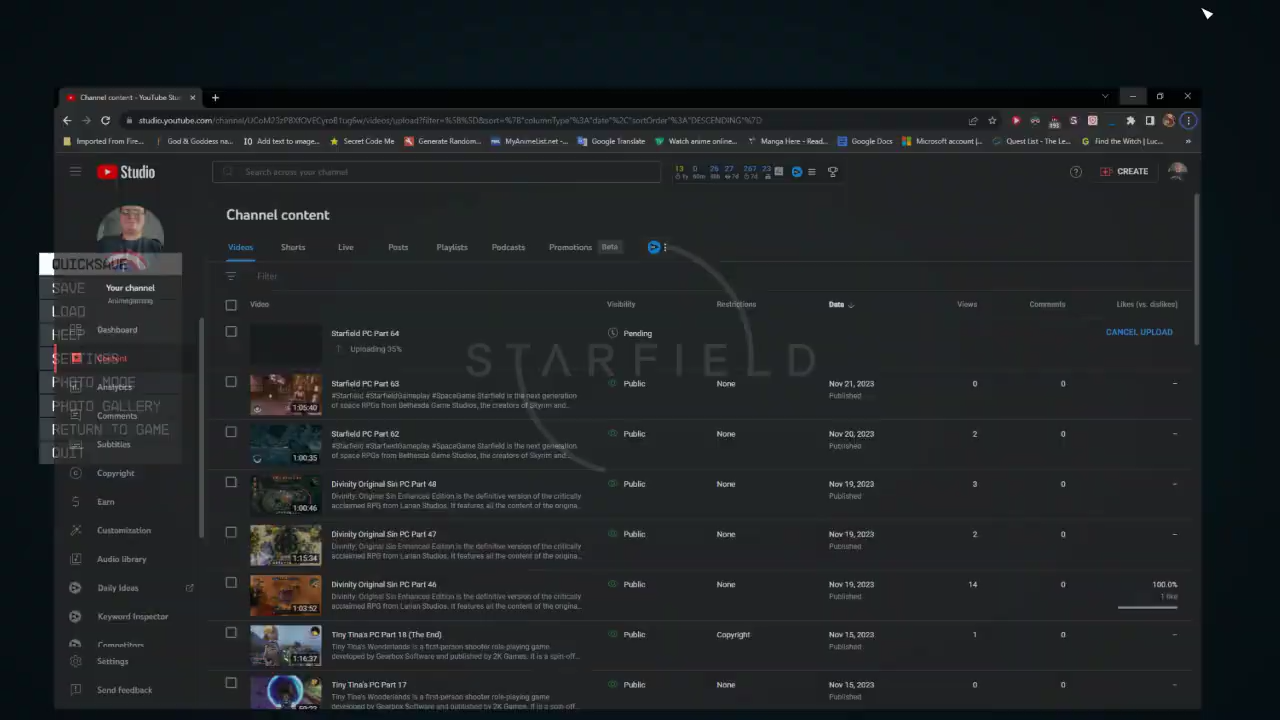 Channel content - YouTube Stu
studio.youtube.com/channel/
Imported From Fire...
God & Goddess na...
Add text to image...
Secret Code Me
Generate Random...
MyAnimeList.net -...
Google Translate
Watch anime online...
Manga Here - Read...
Google Docs
Microsoft account |...
Quest List - The Le...
Find the Witch | Luc...
Studio
Search across your channel
CREATE
Channel content
Videos
Shorts
Live
Posts
Playlists
Podcasts
Promotions
Beta
Filter
QUICKSAVE
SAVE
LOAD
HELP
SETTINGS
PHOTO MODE
PHOTO GALLERY
RETURN TO GAME
QUIT
Your channel
Dashboard
Content
Analytics
Comments
Subtitles
Copyright
Earn
Customization
Audio library
Daily Ideas
Keyword Inspector
Competitors
Settings
Send feedback
STARFIELD
Video Visibility Restrictions Date Views Comments Likes (vs. dislikes)
Starfield PC Part 64 Pending CANCEL UPLOAD
Uploading 35%
Starfield PC Part 63 Public None Nov 21, 2023 0 0 –
#Starfield #StarfieldGameplay #SpaceGame Starfield is the next generation Published
of space RPGs from Bethesda Game Studios, the creators of Skyrim and...
1:05:40
Starfield PC Part 62 Public None Nov 20, 2023 2 0 –
#Starfield #StarfieldGameplay #SpaceGame Starfield is the next generation Published
of space RPGs from Bethesda Game Studios, the creators of Skyrim and...
1:00:35
Divinity Original Sin PC Part 48 Public None Nov 19, 2023 3 0 –
Divinity: Original Sin Enhanced Edition is the definitive version of the critically Published
acclaimed RPG from Larian Studios. It features all the content of the origina...
1:00:46
Divinity Original Sin PC Part 47 Public None Nov 19, 2023 2 0 –
Divinity: Original Sin Enhanced Edition is the definitive version of the critically Published
acclaimed RPG from Larian Studios. It features all the content of the origina...
1:15:34
Divinity Original Sin PC Part 46 Public None Nov 19, 2023 14 0 100.0%
Divinity: Original Sin Enhanced Edition is the definitive version of the critically Published 1 like
acclaimed RPG from Larian Studios. It features all the content of the origina...
1:03:52
Tiny Tina's PC Part 18 (The End) Public Copyright Nov 15, 2023 1 0 –
Tiny Tina's Wonderlands is a first-person shooter role-playing game Published
developed by Gearbox Software and published by 2K Games. It is a spin-off...
1:16:37
Tiny Tina's PC Part 17 Public None Nov 15, 2023 0 0 –
Tiny Tina's Wonderlands is a first-person shooter role-playing game Published
developed by Gearbox Software and published by 2K Games. It is a spin-off...